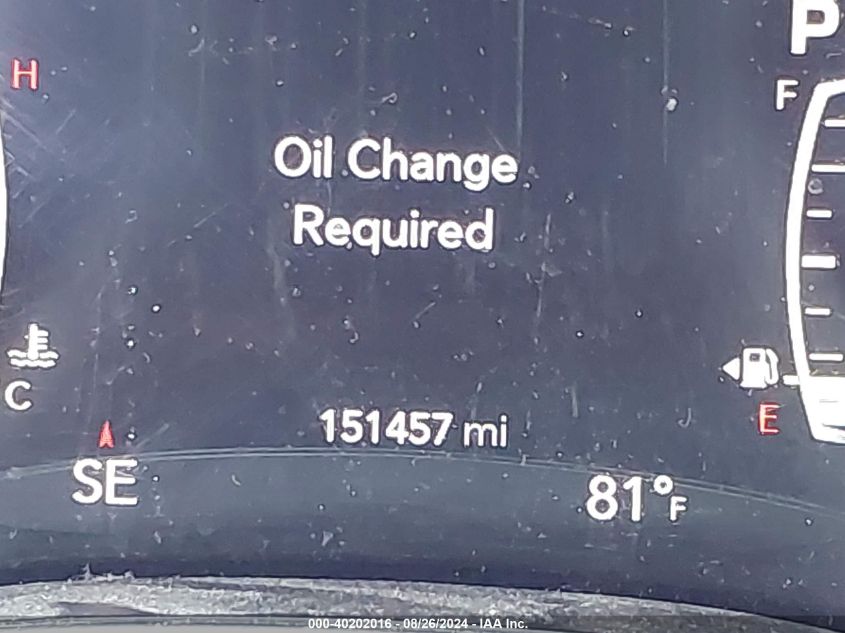 P
H
F
Oil Change
Required
C
E
151457 mi
SE
81°F
000-40202016 - 08/26/2024 - IAA Inc.